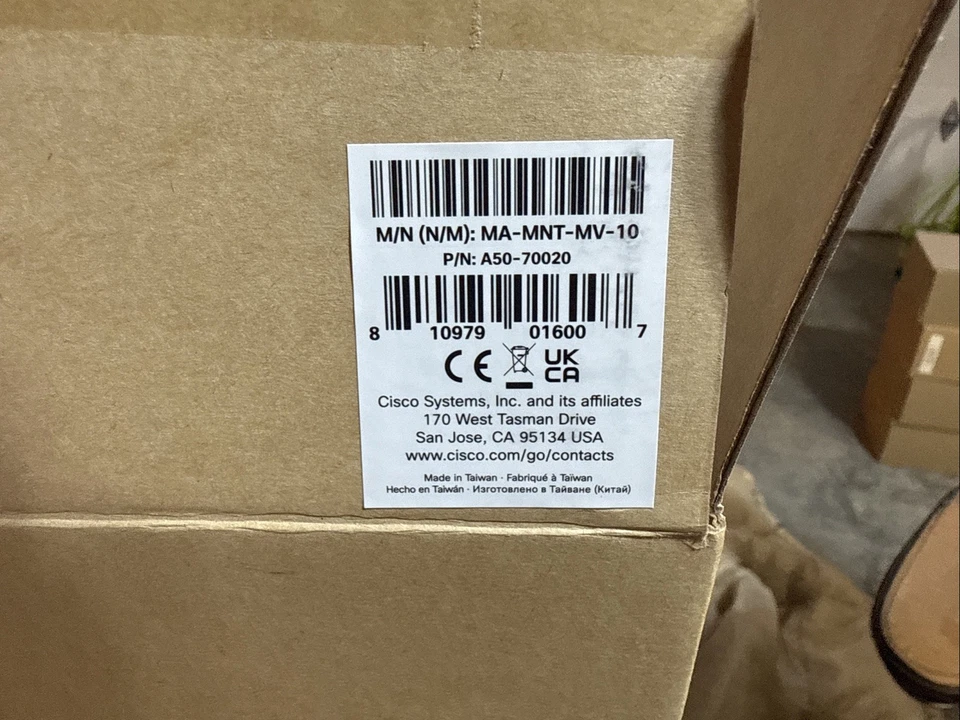 M/N (N/M): MA-MNT-MV-10
P/N: A50-70020
8 10979 01600 7
CE UK
CA
Cisco Systems, Inc. and its affiliates
170 West Tasman Drive
San Jose, CA 95134 USA
www.cisco.com/go/contacts
Made in Taiwan · Fabriqué à Taïwan
Hecho en Taiwán · Изготовлено в Тайване (Китай)